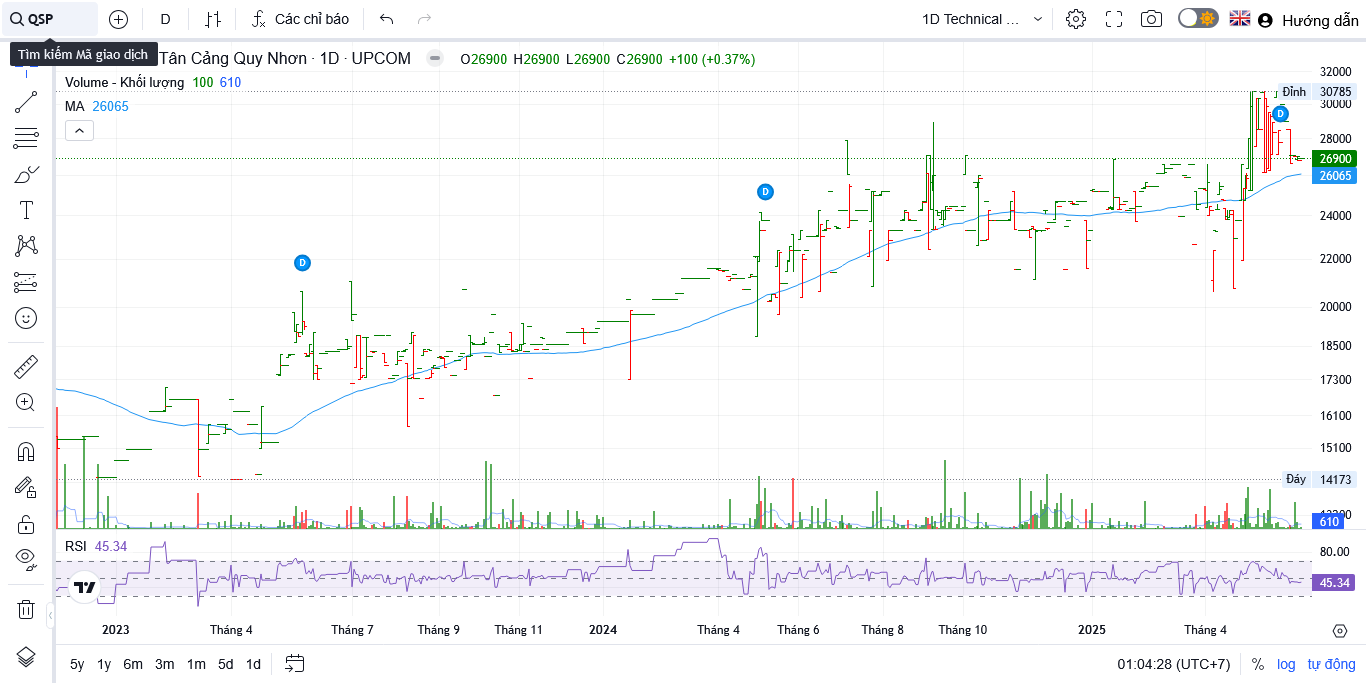 QSP D Các chỉ báo 1D Technical ... Hướng dẫn
Tìm kiếm Mã giao dịch
Tân Cảng Quy Nhơn · 1D · UPCOM O26900 H26900 L26900 C26900 +100 (+0.37%)
Volume - Khối lượng 100 610
MA 26065
32000
Đỉnh 30785
30000
28000
26900
26065
24000
22000
20000
18500
17300
16100
15100
Đáy 14173
610
D
D
D
RSI 45.34
80.00
45.34
2023 Tháng 4 Tháng 7 Tháng 9 Tháng 11 2024 Tháng 4 Tháng 6 Tháng 8 Tháng 10 2025 Tháng 4
5y 1y 6m 3m 1m 5d 1d 01:04:28 (UTC+7) % log tự động